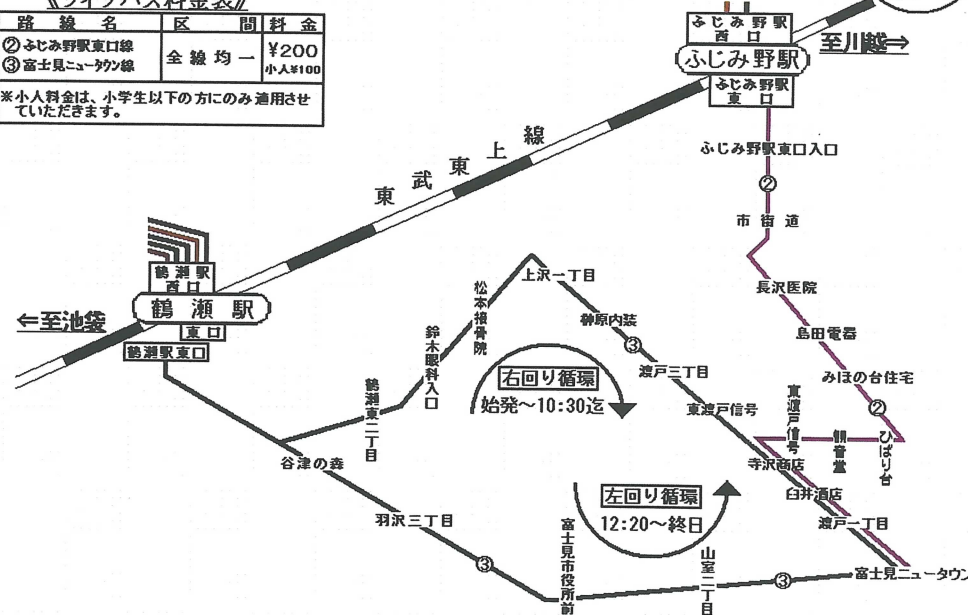 《ライフバス料金表》
路線名 区間 料金
②ふじみ野駅東口線
③富士見ニュータウン線
全線均一
¥200
小人¥100
※小人料金は、小学生以下の方にのみ適用させ
ていただきます。
ふじみ野駅
西口
ふじみ野駅
ふじみ野駅
東口
至川越⇒
ふじみ野駅東口入口
②
市街道
長沢医院
島田電器
みほの台住宅
②
ひばり台
観音堂
東渡戸信号
東武東上線
鶴瀬駅
西口
鶴瀬駅
東口
鶴瀬駅東口
⇐至池袋
谷津の森
鶴瀬東二丁目
鈴木眼科入口
松本接骨院
上沢一丁目
榊原内装
③
渡戸三丁目
東渡戸信号
寺沢商店
臼井酒店
渡戸一丁目
富士見ニュータウン
右回り循環
始発～10:30迄
左回り循環
12:20～終日
羽沢三丁目
③
富士見市役所前
山室二丁目
③